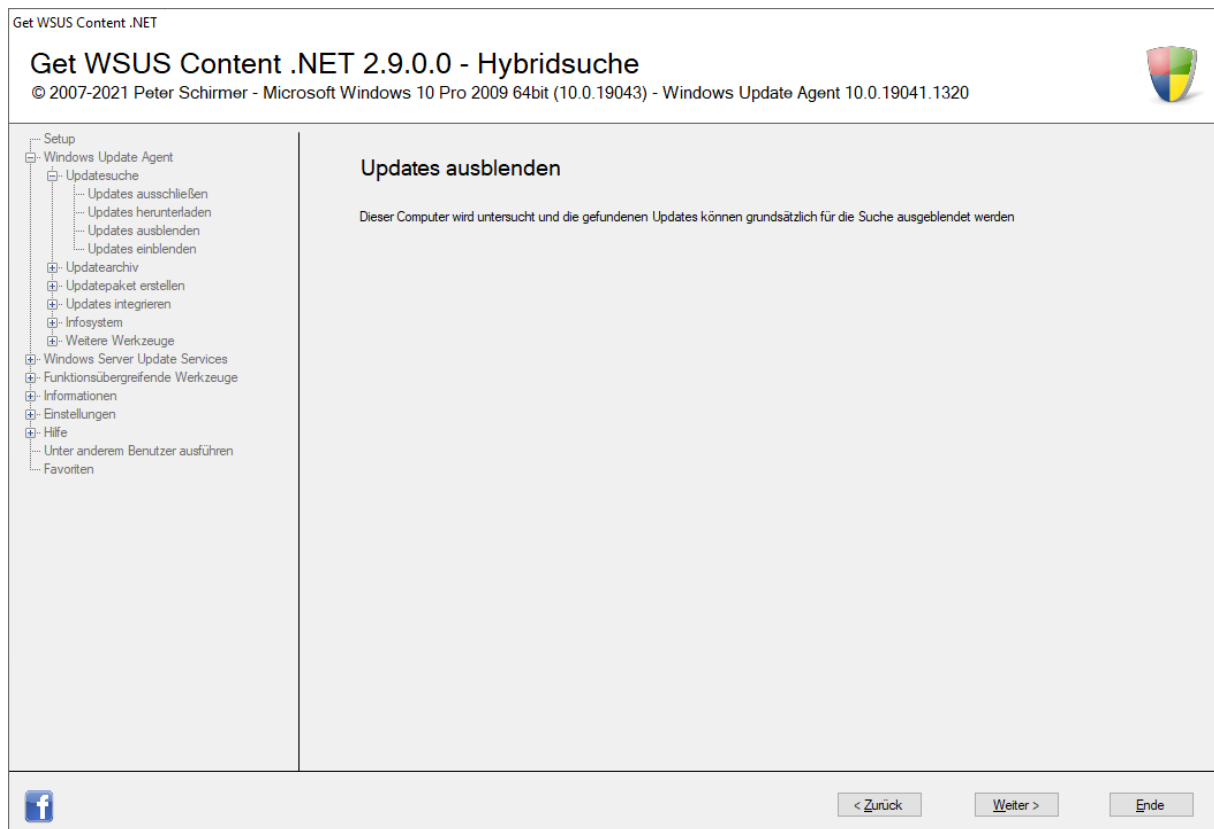 Get WSUS Content .NET
Get WSUS Content .NET 2.9.0.0 - Hybridsuche
© 2007-2021 Peter Schirmer - Microsoft Windows 10 Pro 2009 64bit (10.0.19043) - Windows Update Agent 10.0.19041.1320
Setup
Windows Update Agent
Updatesuche
Updates ausschließen
Updates herunterladen
Updates ausblenden
Updates einblenden
Updatearchiv
Updatepaket erstellen
Updates integrieren
Infosystem
Weitere Werkzeuge
Windows Server Update Services
Funktionsübergreifende Werkzeuge
Informationen
Einstellungen
Hilfe
Unter anderem Benutzer ausführen
Favoriten
Updates ausblenden
Dieser Computer wird untersucht und die gefundenen Updates können grundsätzlich für die Suche ausgeblendet werden
f
< Zurück
Weiter >
Ende